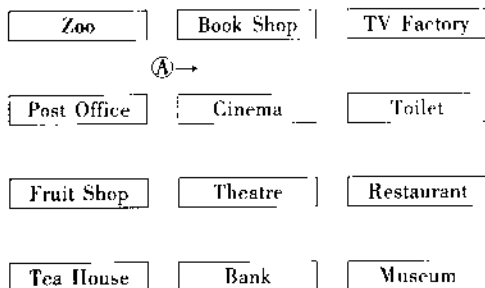 Zoo Book Shop TV Factory
A
Post Office Cinema Toilet
Fruit Shop Theatre Restaurant
Tea House Bank Museum